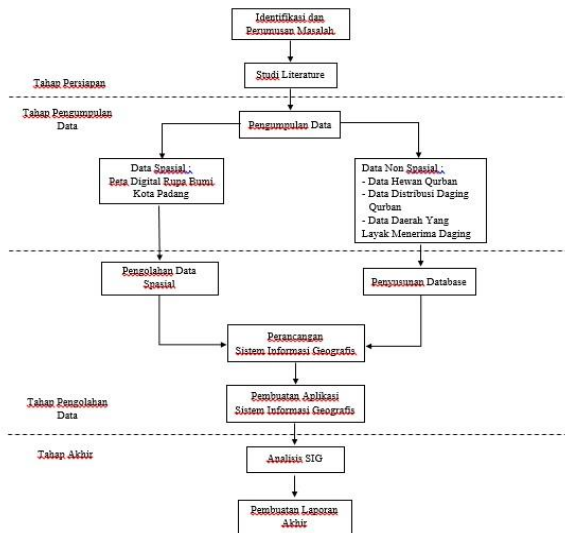 Identifikasi dan
Perumusan Masalah
Studi Literature
Tahap Persiapan
Tahap Pengumpulan
Data
Pengumpulan Data
Data Spasial :
Peta Digital Rupa Bumi
Kota Padang
Data Non Spasial :
- Data Hewan Qurban
- Data Distribusi Daging
Qurban
- Data Daerah Yang
Layak Menerima Daging
Pengolahan Data
Spasial
Penyusunan Database
Perancangan
Sistem Informasi Geografis
Pembuatan Aplikasi
Sistem Informasi Geografis
Tahap Pengolahan
Data
Tahap Akhir
Analisis SIG
Pembuatan Laporan
Akhir